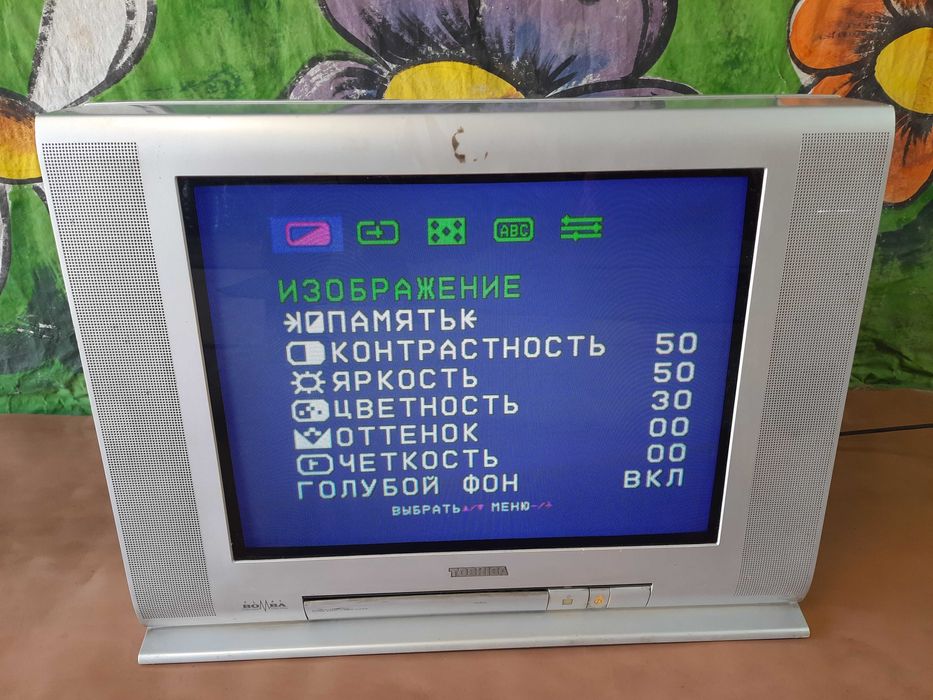 ABC
ИЗОБРАЖЕНИЕ
ПАМЯТЬ
КОНТРАСТНОСТЬ 50
ЯРКОСТЬ 50
ЦВЕТНОСТЬ 30
ОТТЕНОК 00
ЧЕТКОСТЬ 00
ГОЛУБОЙ ФОН ВКЛ
ВЫБРАТЬ▲/▼ МЕНЮ-/+
TOSHIBA
BOMBA